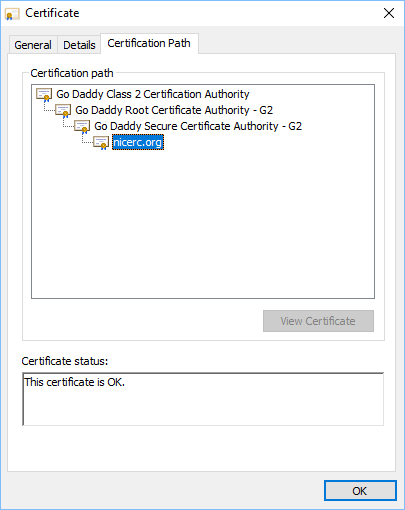 Certificate
General Details Certification Path
Certification path
Go Daddy Class 2 Certification Authority
Go Daddy Root Certificate Authority - G2
Go Daddy Secure Certificate Authority - G2
nicerc.org
View Certificate
Certificate status:
This certificate is OK.
OK